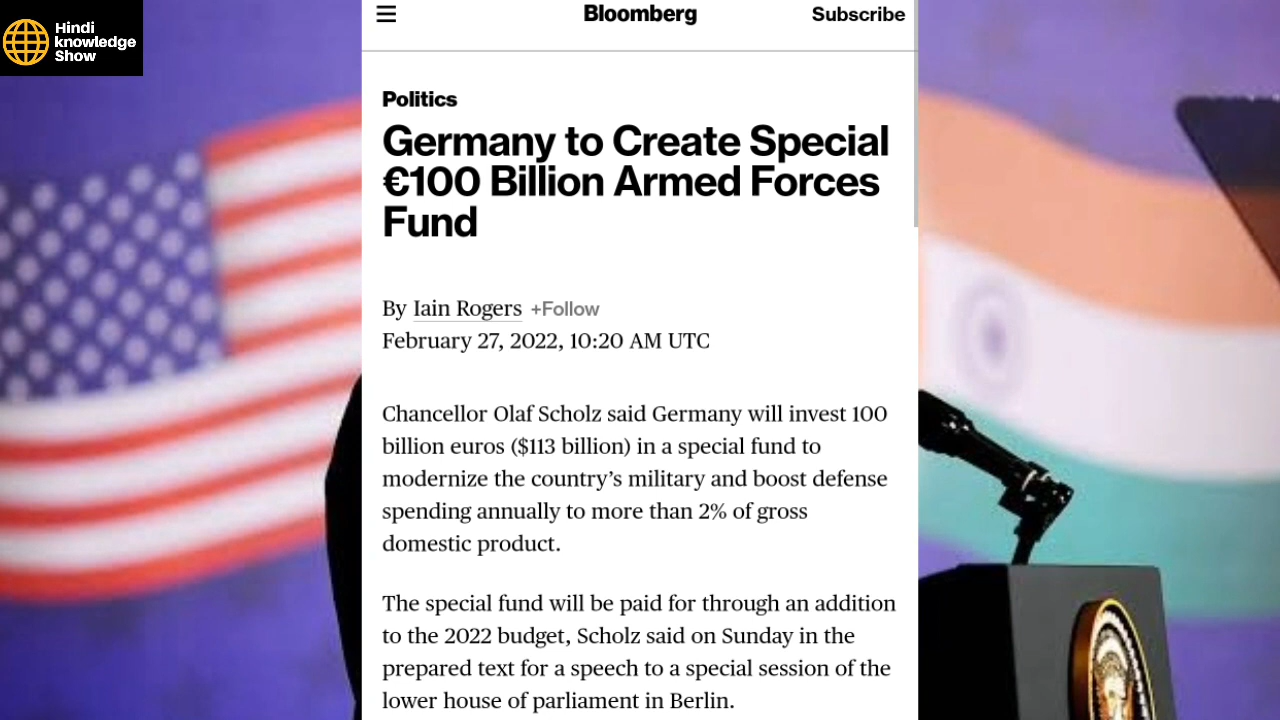 Hindi
knowledge
Show
Bloomberg
Subscribe
Politics
Germany to Create Special
€100 Billion Armed Forces
Fund
By Iain Rogers +Follow
February 27, 2022, 10:20 AM UTC
Chancellor Olaf Scholz said Germany will invest 100
billion euros ($113 billion) in a special fund to
modernize the country’s military and boost defense
spending annually to more than 2% of gross
domestic product.
The special fund will be paid for through an addition
to the 2022 budget, Scholz said on Sunday in the
prepared text for a speech to a special session of the
lower house of parliament in Berlin.